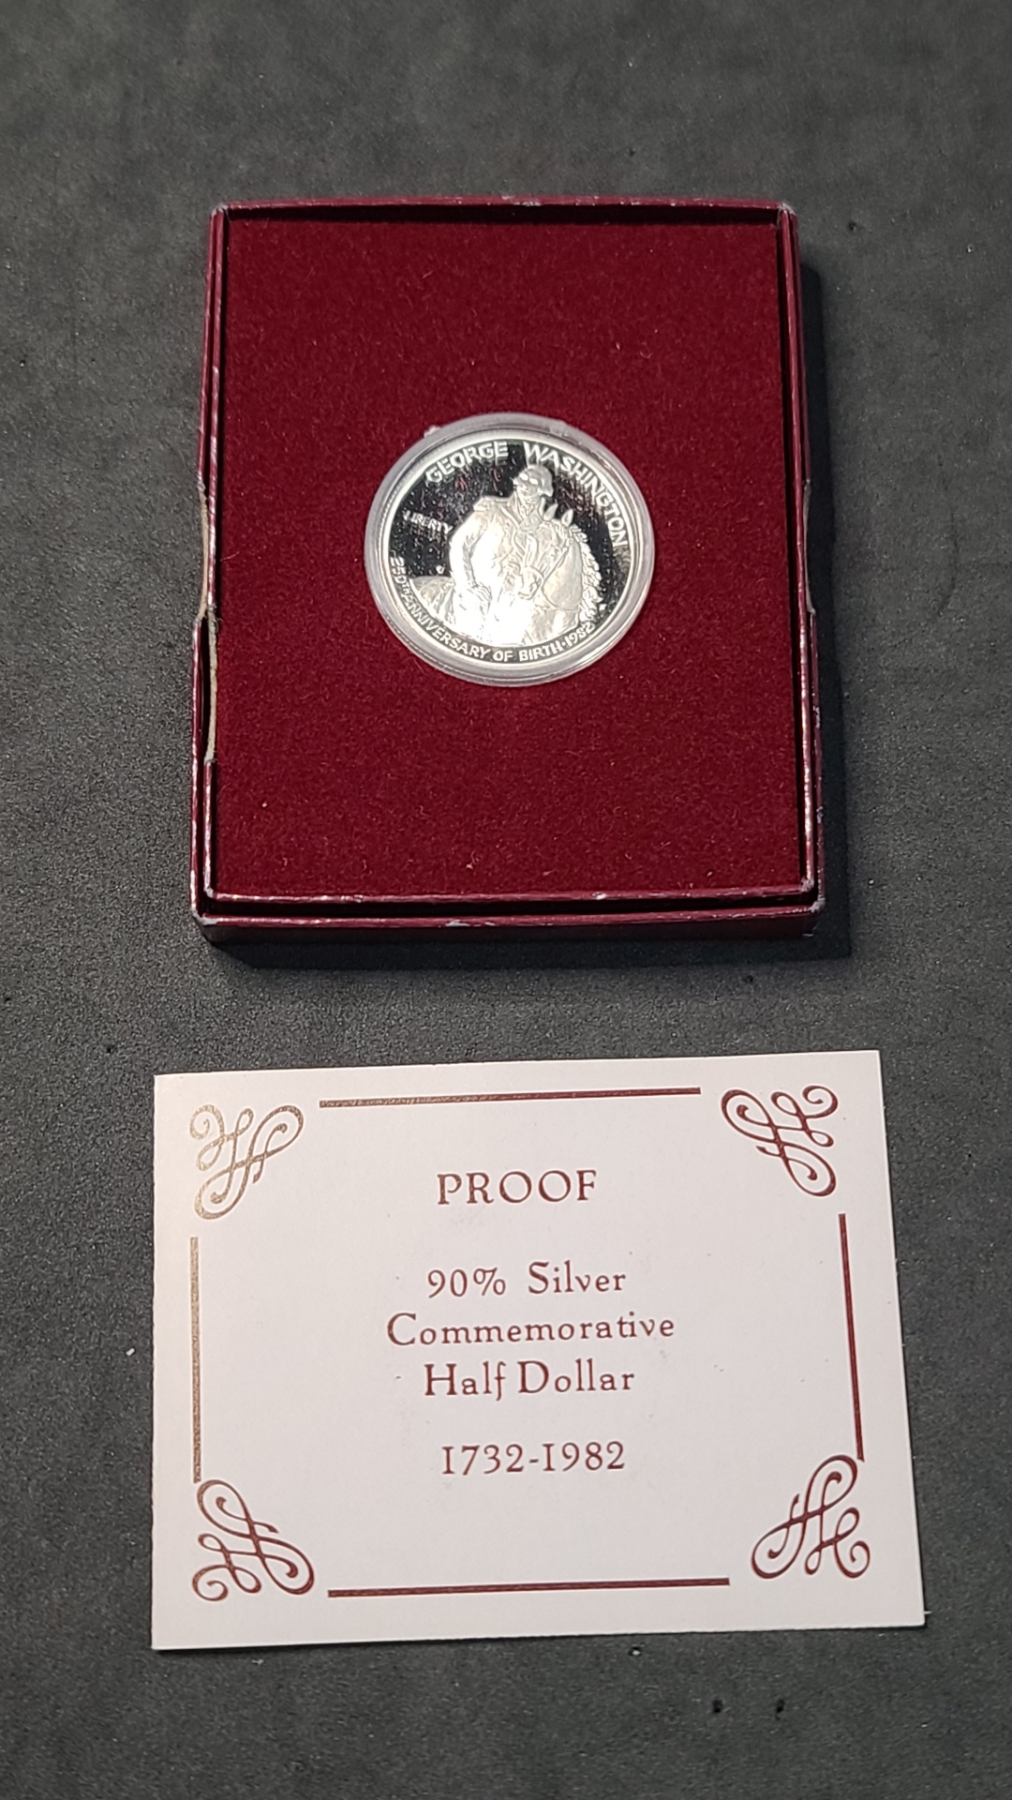 GEORGE WASHINGTON
LIBERTY
250TH ANNIVERSARY OF BIRTH·1982
PROOF
90% Silver
Commemorative
Half Dollar
1732-1982